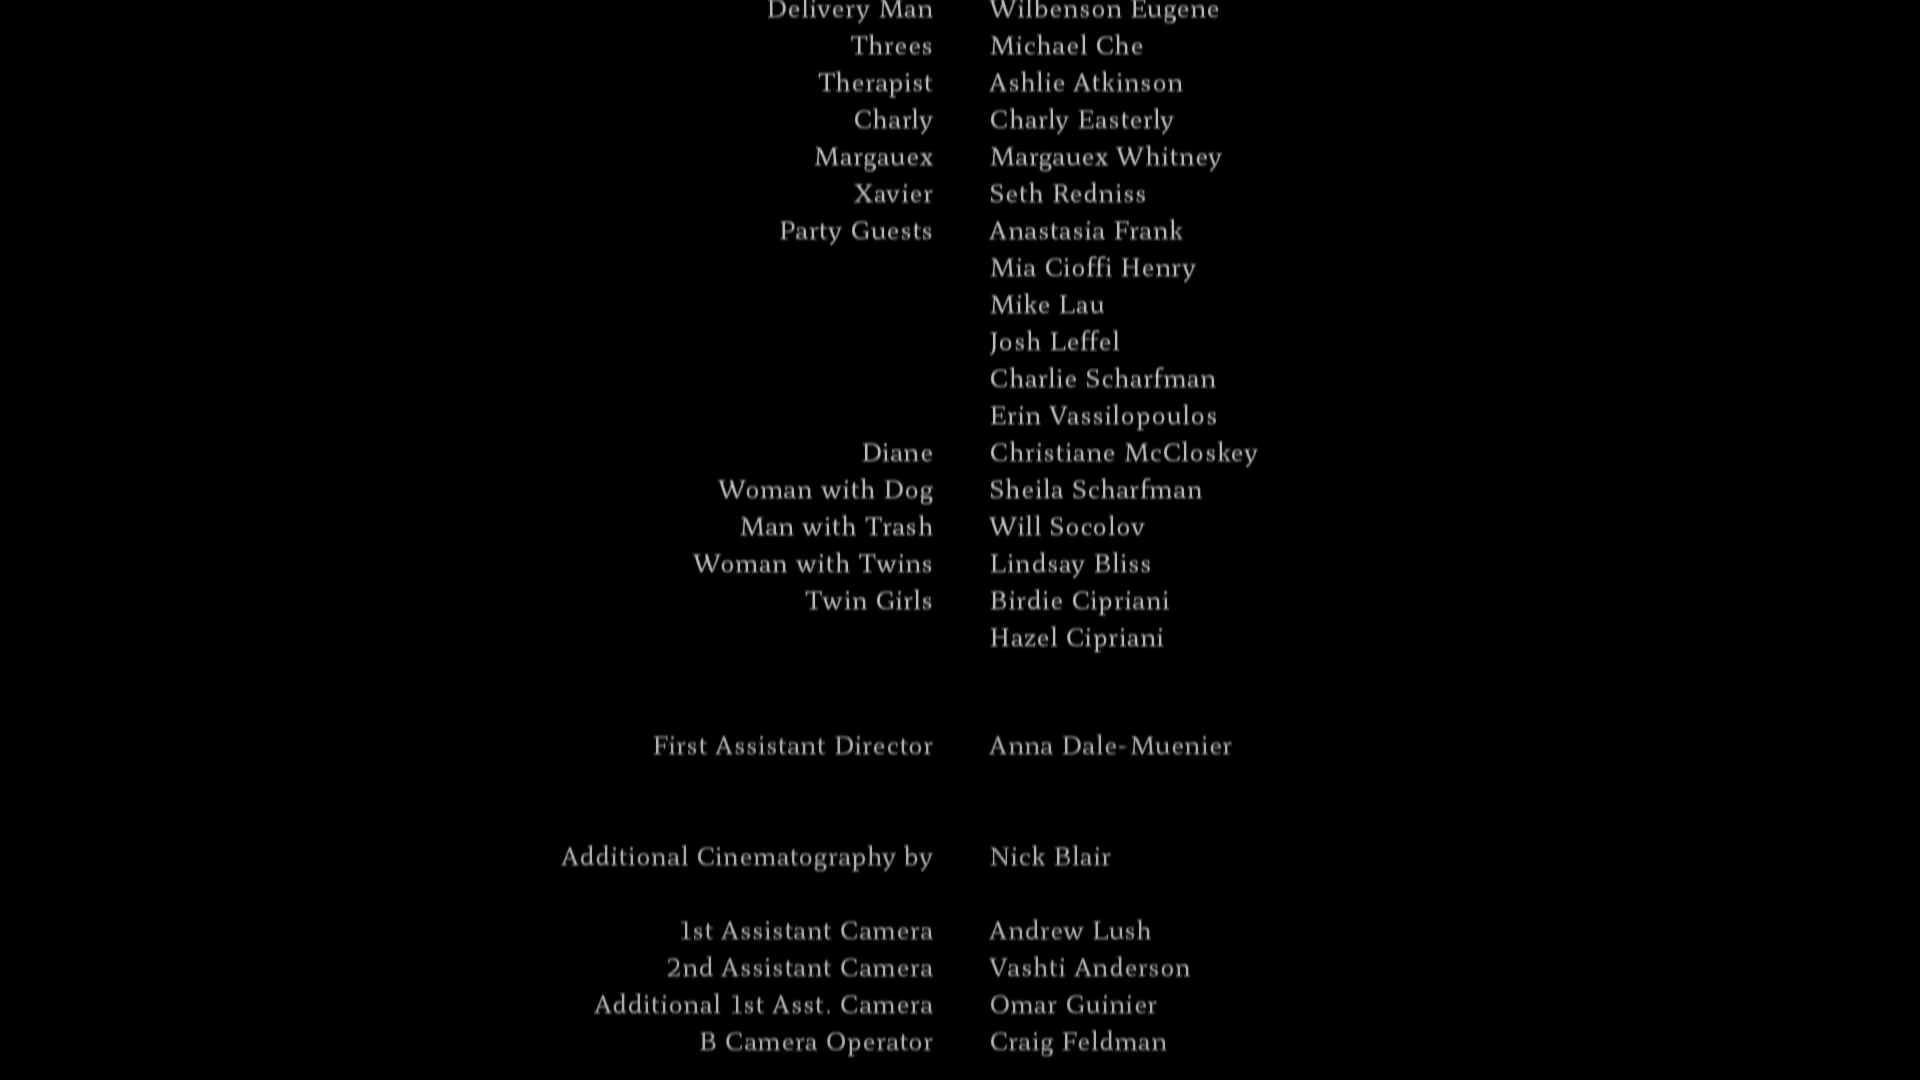 Delivery Man Wilbenson Eugene
Threes Michael Che
Therapist Ashlie Atkinson
Charly Charly Easterly
Margauex Margauex Whitney
Xavier Seth Redniss
Party Guests Anastasia Frank
Mia Cioffi Henry
Mike Lau
Josh Leffel
Charlie Scharfman
Erin Vassilopoulos
Diane Christiane McCloskey
Woman with Dog Sheila Scharfman
Man with Trash Will Socolov
Woman with Twins Lindsay Bliss
Twin Girls Birdie Cipriani
Hazel Cipriani
First Assistant Director Anna Dale-Muenier
Additional Cinematography by Nick Blair
1st Assistant Camera Andrew Lush
2nd Assistant Camera Vashti Anderson
Additional 1st Asst. Camera Omar Guinier
B Camera Operator Craig Feldman